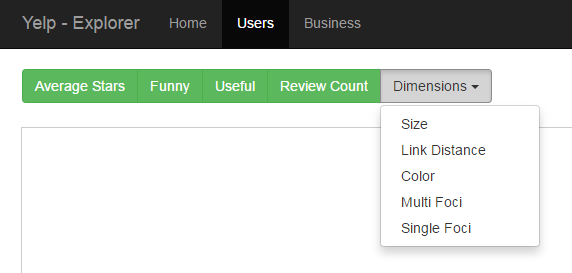 Yelp - Explorer Home Users Business
Average Stars Funny Useful Review Count Dimensions
Size
Link Distance
Color
Multi Foci
Single Foci